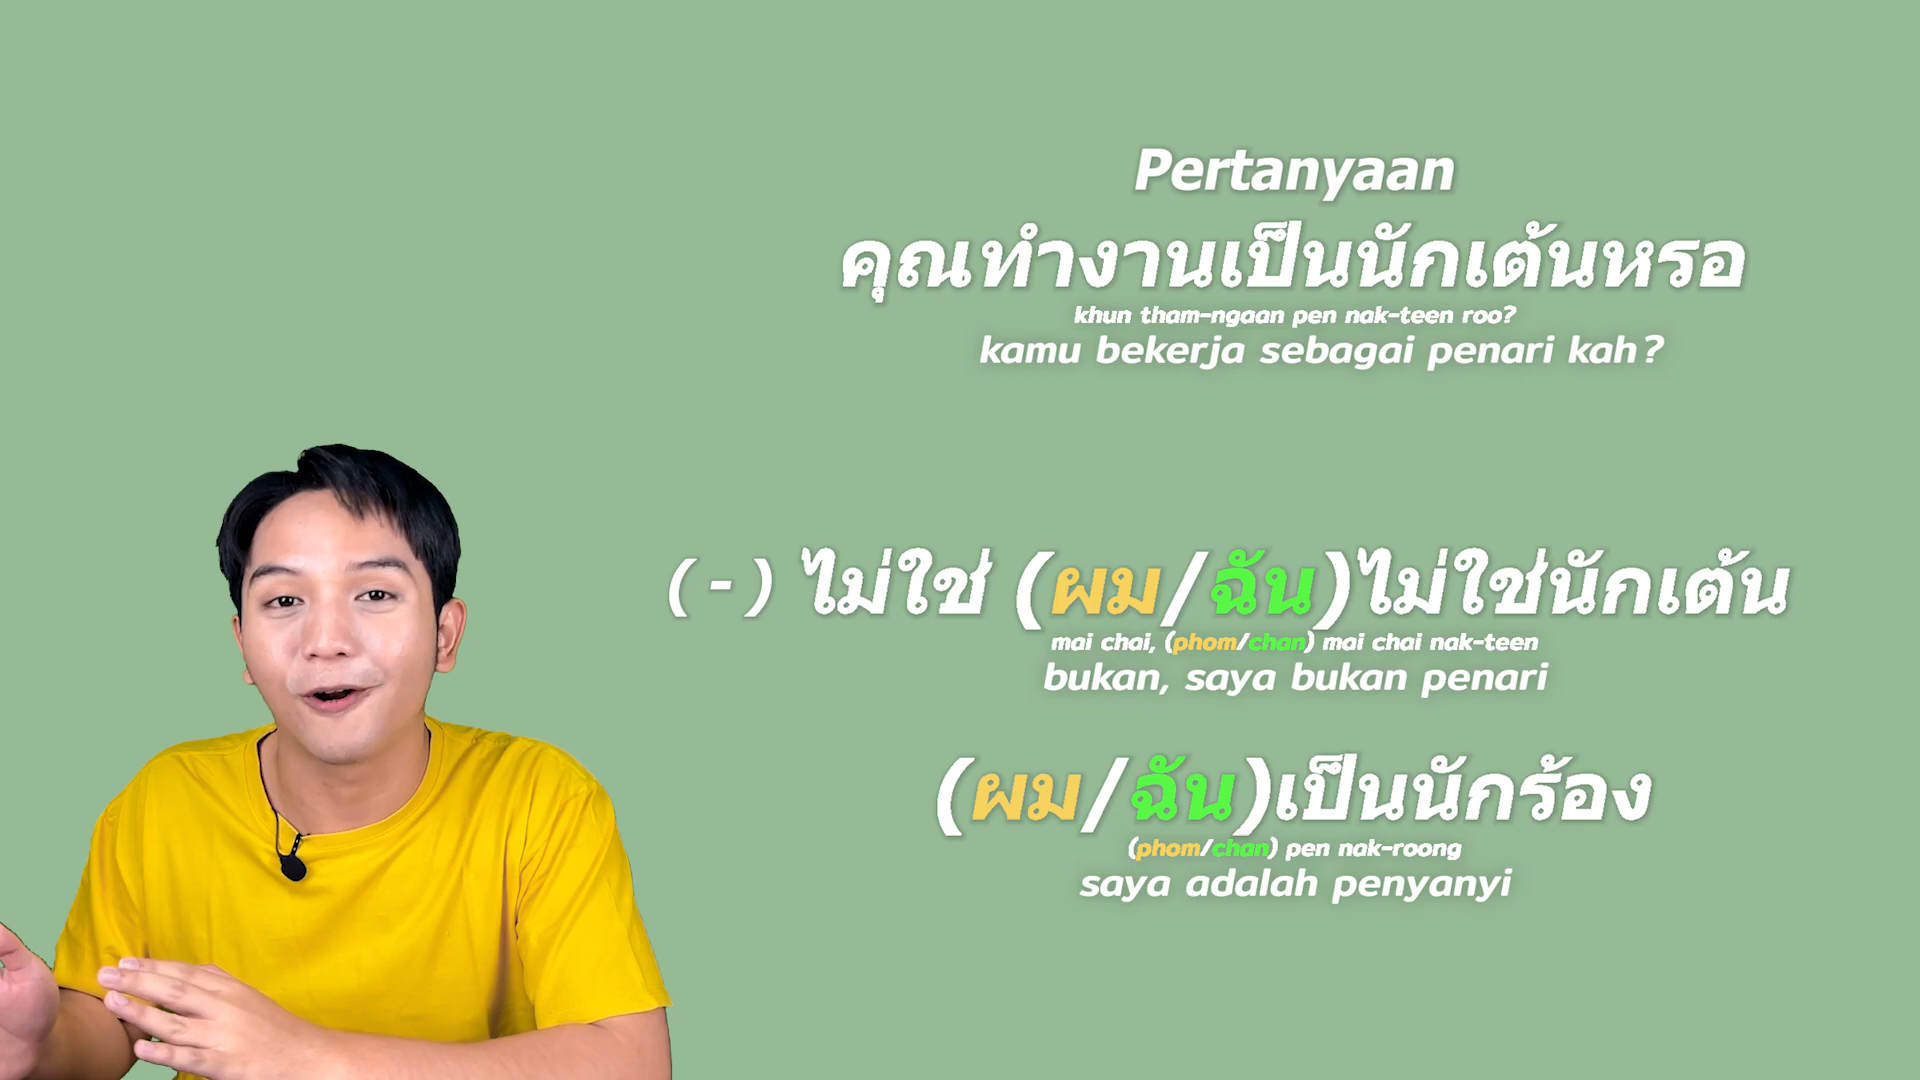 Pertanyaan
คุณทำงานเป็นนักเต้นหรอ
khun tham-ngaan pen nak-teen roo?
kamu bekerja sebagai penari kah?
(-) ไม่ใช่ (ผม/ฉัน)ไม่ใช่นักเต้น
mai chai, (phom/chan) mai chai nak-teen
bukan, saya bukan penari
(ผม/ฉัน)เป็นนักร้อง
(phom/chan) pen nak-roong
saya adalah penyanyi